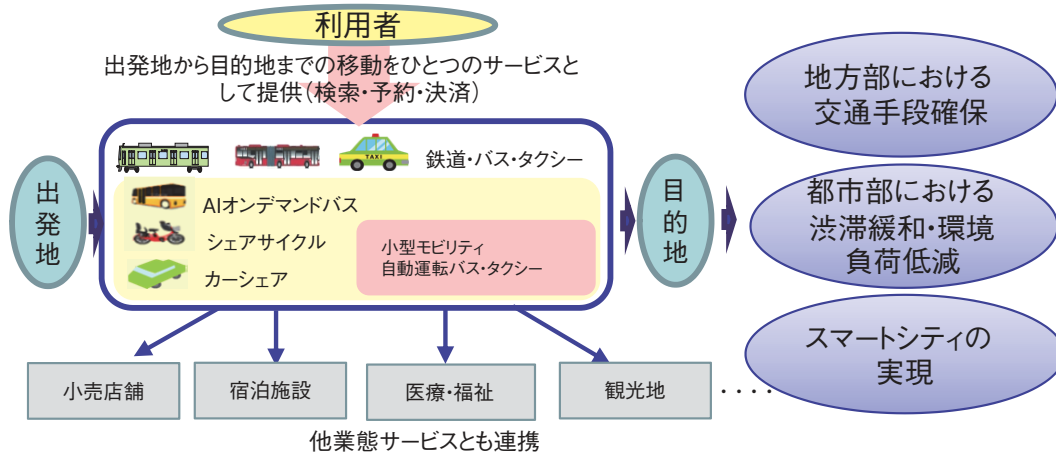 利用者
出発地から目的地までの移動をひとつのサービスと
して提供(検索・予約・決済)
出発地
TAXI
鉄道・バス・タクシー
AIオンデマンドバス
シェアサイクル
カーシェア
小型モビリティ
自動運転バス・タクシー
目的地
地方部における
交通手段確保
都市部における
渋滞緩和・環境
負荷低減
スマートシティの
実現
小売店舗
宿泊施設
医療・福祉
観光地
・・・・
他業態サービスとも連携